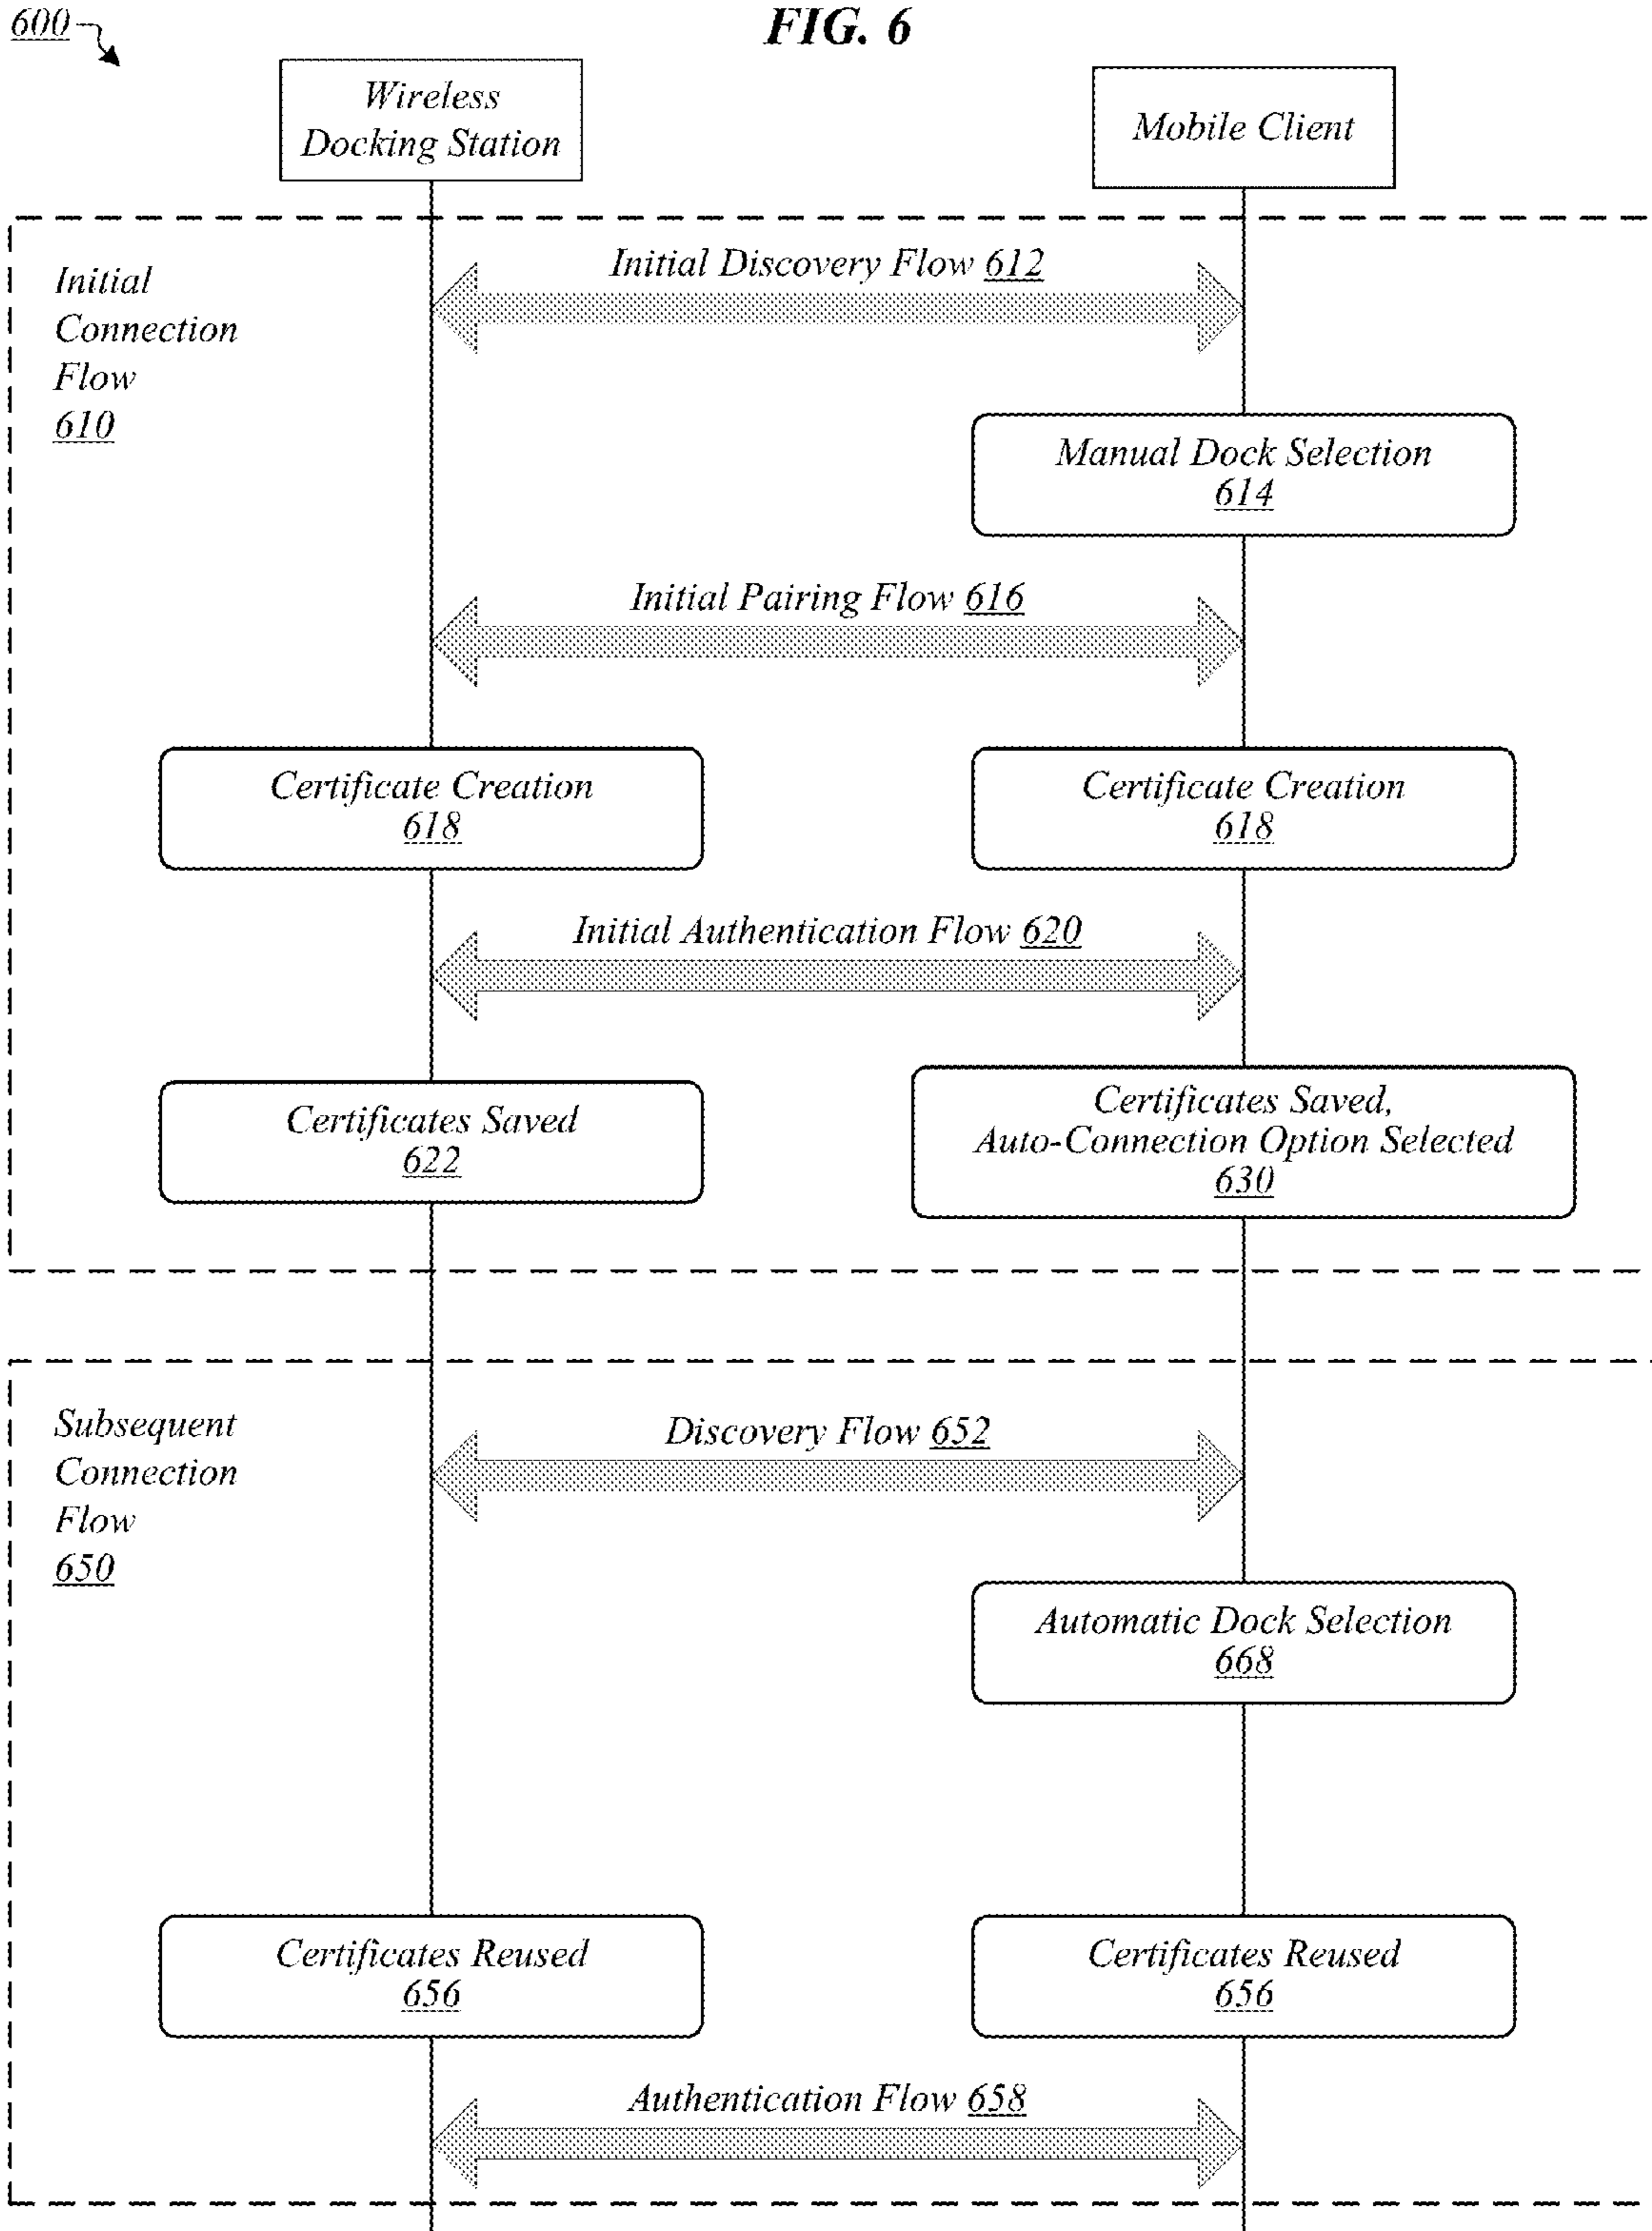 600
FIG. 6
Wireless
Docking Station
Mobile Client
Initial
Connection
Flow
610
Initial Discovery Flow 612
Manual Dock Selection
614
Initial Pairing Flow 616
Certificate Creation
618
Certificate Creation
618
Initial Authentication Flow 620
Certificates Saved
622
Certificates Saved,
Auto-Connection Option Selected
630
Subsequent
Connection
Flow
650
Discovery Flow 652
Automatic Dock Selection
668
Certificates Reused
656
Certificates Reused
656
Authentication Flow 658